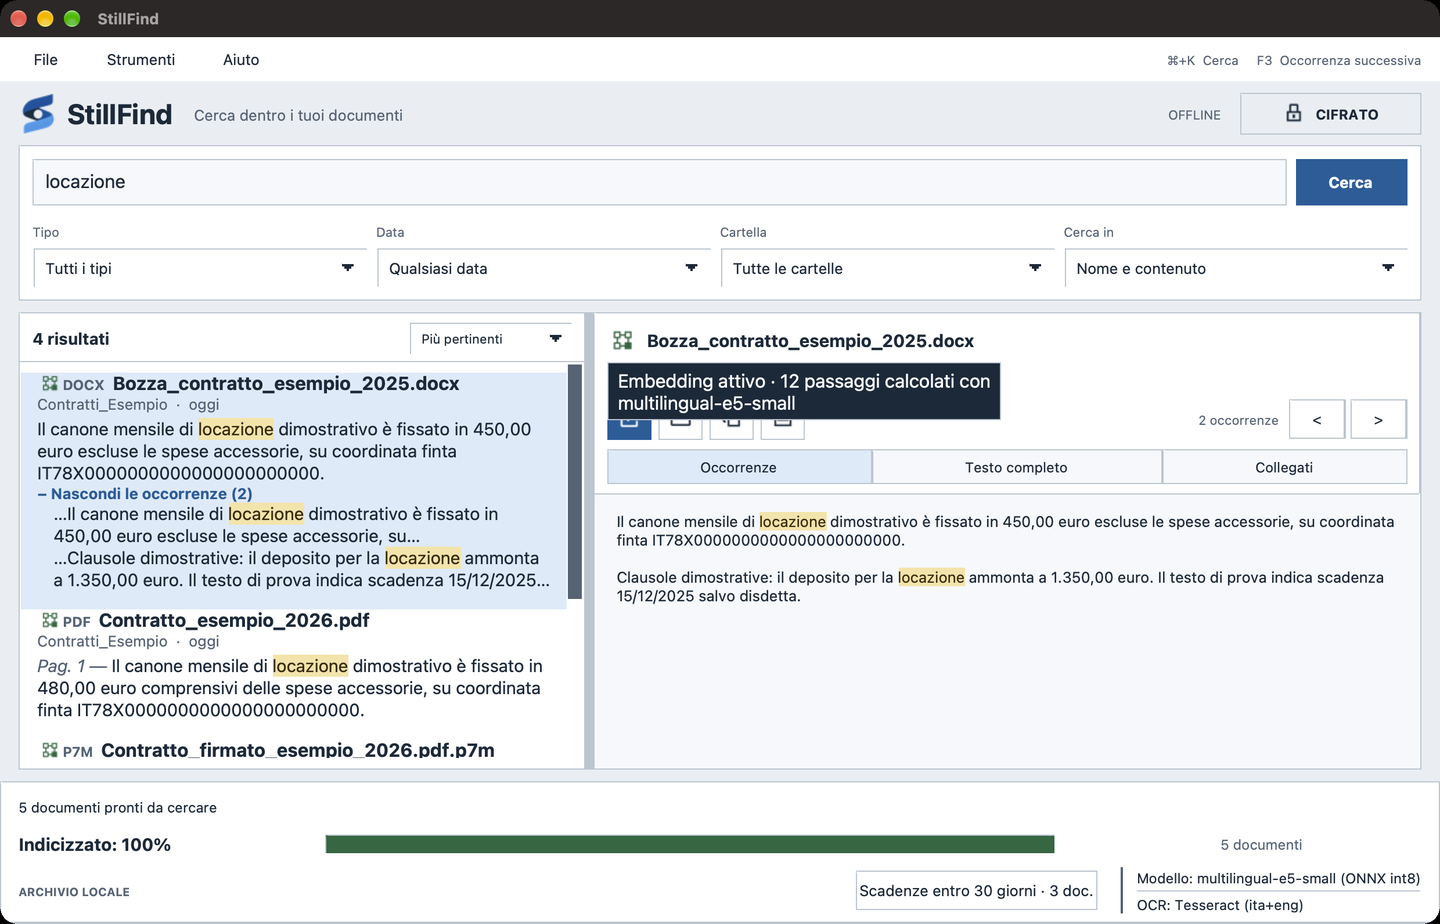 StillFind
File Strumenti Aiuto ⌘+K Cerca F3 Occorrenza successiva
StillFind Cerca dentro i tuoi documenti OFFLINE CIFRATO
locazione Cerca
Tipo Data Cartella Cerca in
Tutti i tipi Qualsiasi data Tutte le cartelle Nome e contenuto
4 risultati Più pertinenti
DOCX Bozza_contratto_esempio_2025.docx
Contratti_Esempio · oggi
Il canone mensile di locazione dimostrativo è fissato in 450,00
euro escluse le spese accessorie, su coordinata finta
IT78X0000000000000000000000.
– Nascondi le occorrenze (2)
...Il canone mensile di locazione dimostrativo è fissato in
450,00 euro escluse le spese accessorie, su...
...Clausole dimostrative: il deposito per la locazione ammonta
a 1.350,00 euro. Il testo di prova indica scadenza 15/12/2025...
PDF Contratto_esempio_2026.pdf
Contratti_Esempio · oggi
Pag. 1 — Il canone mensile di locazione dimostrativo è fissato in
480,00 euro comprensivi delle spese accessorie, su coordinata
finta IT78X0000000000000000000000.
P7M Contratto_firmato_esempio_2026.pdf.p7m
Bozza_contratto_esempio_2025.docx
Embedding attivo · 12 passaggi calcolati con
multilingual-e5-small
2 occorrenze < >
Occorrenze Testo completo Collegati
Il canone mensile di locazione dimostrativo è fissato in 450,00 euro escluse le spese accessorie, su coordinata
finta IT78X0000000000000000000000.
Clausole dimostrative: il deposito per la locazione ammonta a 1.350,00 euro. Il testo di prova indica scadenza
15/12/2025 salvo disdetta.
5 documenti pronti da cercare
Indicizzato: 100% 5 documenti
ARCHIVIO LOCALE Scadenze entro 30 giorni · 3 doc.
Modello: multilingual-e5-small (ONNX int8)
OCR: Tesseract (ita+eng)